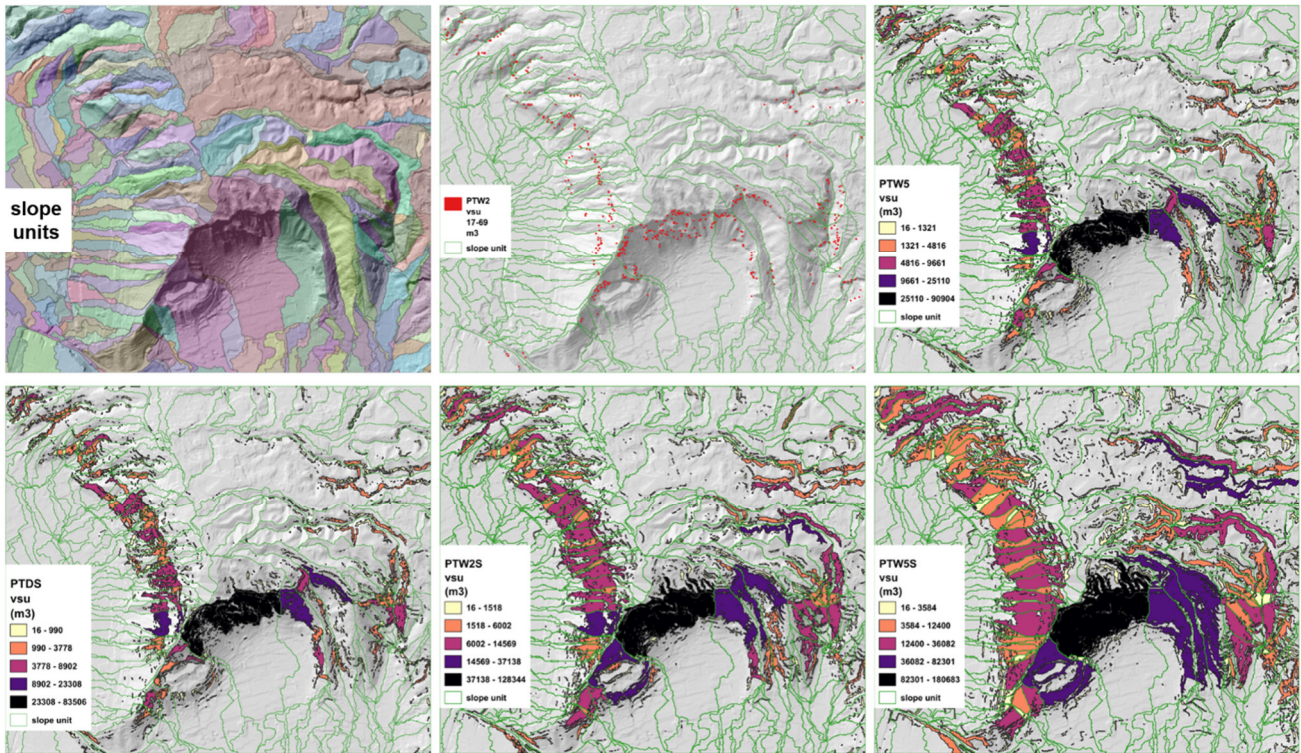 slope
units
PTW2
vsu
17-69
m3
slope unit
PTW5
vsu
(m3)
16 - 1321
1321 - 4816
4816 - 9661
9661 - 25110
25110 - 90904
slope unit
PTDS
vsu
(m3)
16 - 990
990 - 3778
3778 - 8902
8902 - 23308
23308 - 83506
slope unit
PTW2S
vsu
(m3)
16 - 1518
1518 - 6002
6002 - 14569
14569 - 37138
37138 - 128344
slope unit
PTW5S
vsu
(m3)
16 - 3584
3584 - 12400
12400 - 36082
36082 - 82301
82301 - 180683
slope unit